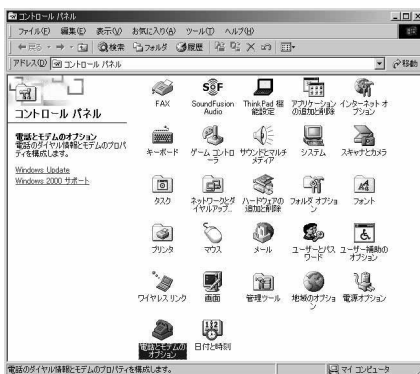 コントロール パネル
ファイル(F) 編集(E) 表示(V) お気に入り(A) ツール(T) ヘルプ(H)
戻る 検索 フォルダ 履歴
アドレス(D) コントロール パネル 移動
コントロール パネル
電話とモデムのオプション
電話のダイヤル情報とモデムのプロパ
ティを構成します。
Windows Update
Windows 2000 サポート
FAX SoundFusion Audio ThinkPad 機能設定 アプリケーションの追加と削除 インターネット オプション
キーボード ゲーム コントローラ サウンドとマルチメディア システム スキャナとカメラ
タスク ネットワークとダイヤルアップ... ハードウェアの追加と削除 フォルダ オプション フォント
プリンタ マウス メール ユーザーとパスワード ユーザー補助のオプション
ワイヤレス リンク 画面 管理ツール 地域のオプション 電源オプション
電話とモデムのオプション 日付と時刻
電話のダイヤル情報とモデムのプロパティを構成します。 マイ コンピュータ